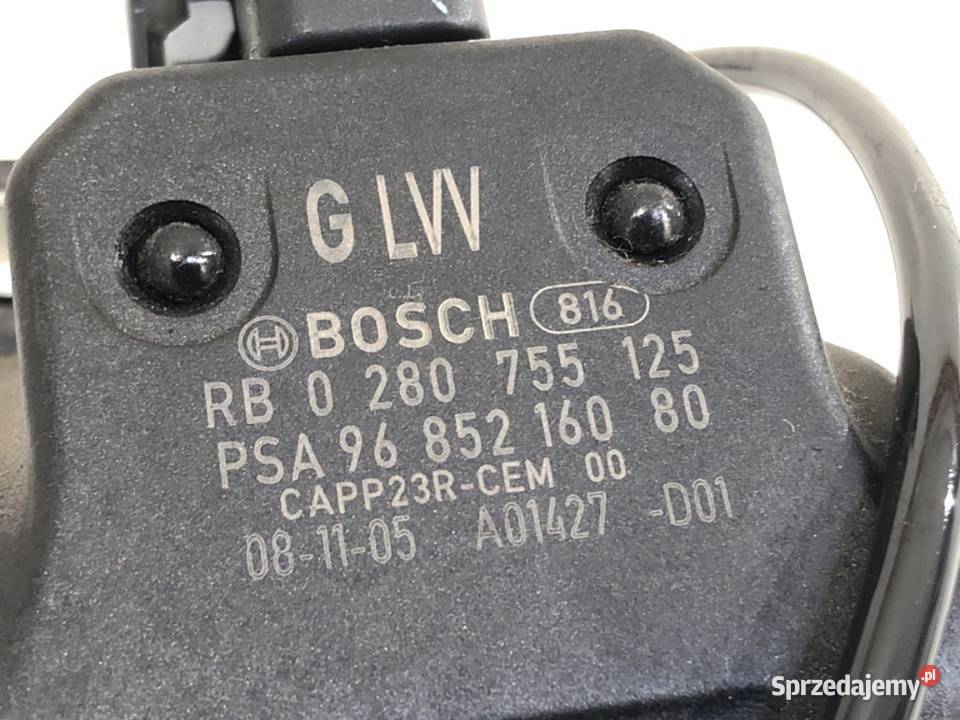 G LW
BOSCH 816
RB 0 280 755 125
PSA 96 852 160 80
CAPP23R-CEM 00
08-11-05 A01427 -D01
Sprzedajemy.pl